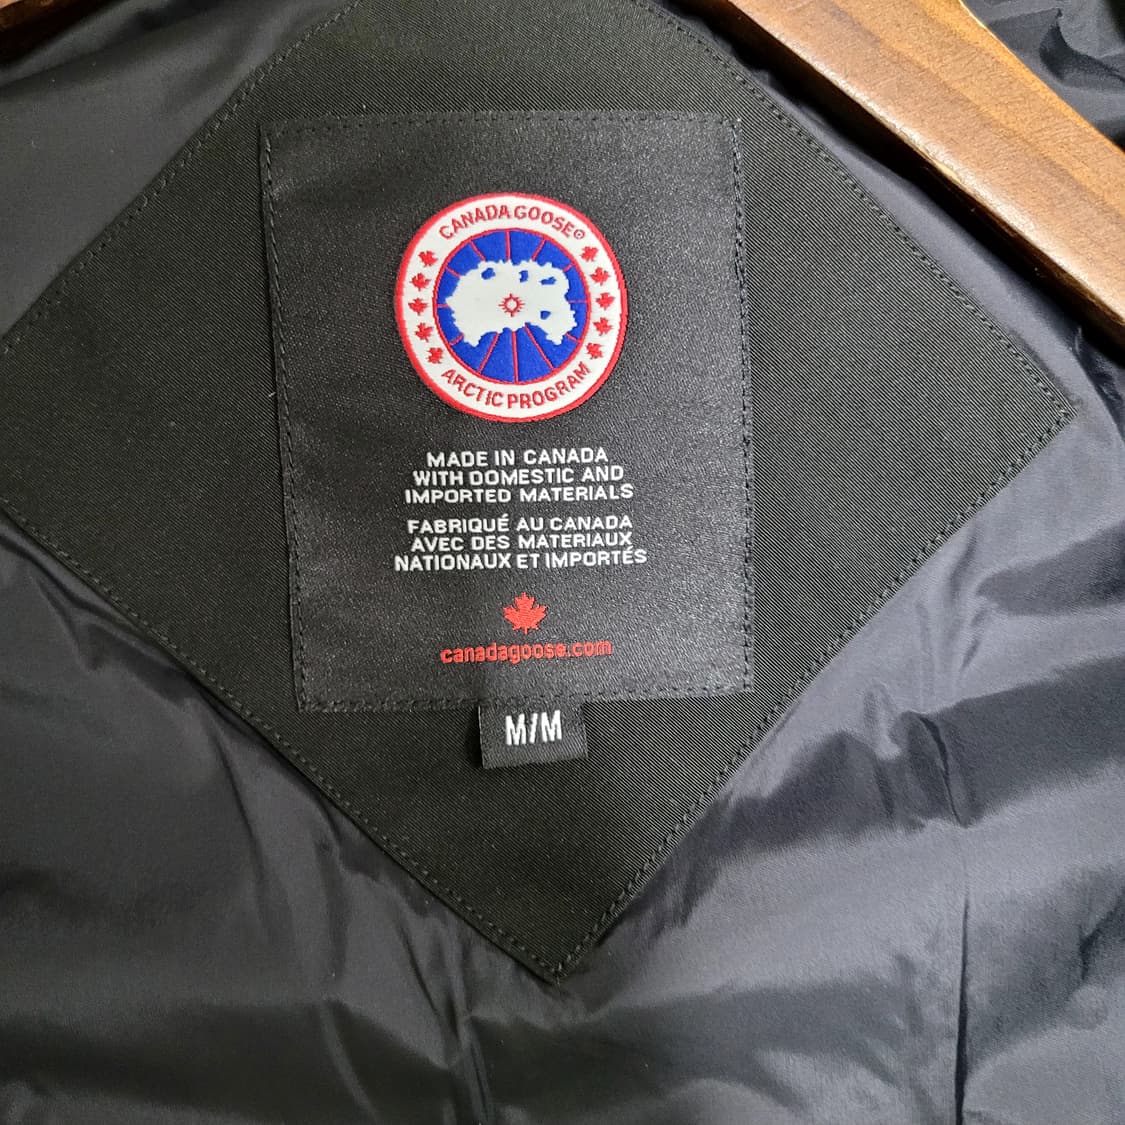 CANADA GOOSE®
ARCTIC PROGRAM
MADE IN CANADA
WITH DOMESTIC AND
IMPORTED MATERIALS
FABRIQUÉ AU CANADA
AVEC DES MATERIAUX
NATIONAUX ET IMPORTÉS
canadagoose.com
M/M